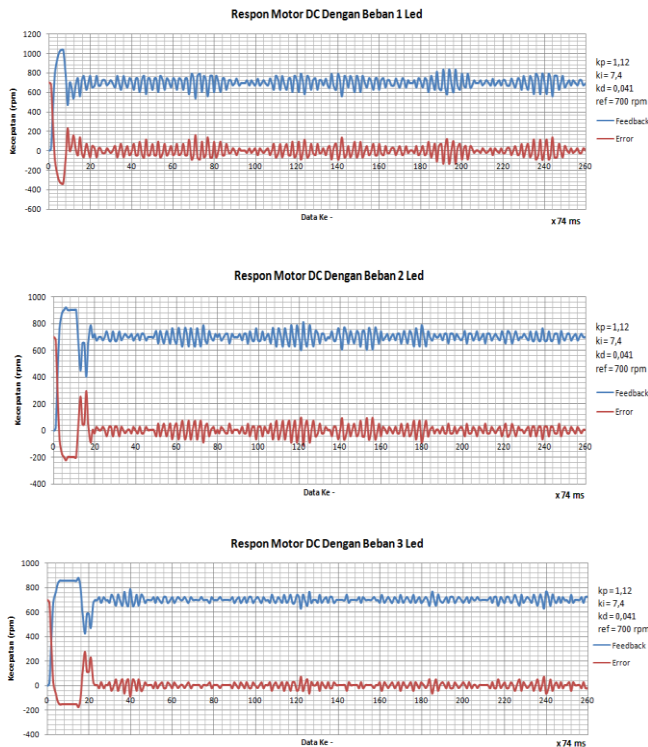 Respon Motor DC Dengan Beban 1 Led
1200
1000
800
600
400
200
0
-200
-400
-600
Kecepatan (rpm)
0 20 40 60 80 100 120 140 160 180 200 220 240 260
Data Ke -
x 74 ms
kp = 1,12
ki = 7,4
kd = 0,041
ref = 700 rpm
Feedback
Error
Respon Motor DC Dengan Beban 2 Led
1000
800
600
400
200
0
-200
-400
Kecepatan (rpm)
0 20 40 60 80 100 120 140 160 180 200 220 240 260
Data Ke -
x 74 ms
kp = 1,12
ki = 7,4
kd = 0,041
ref = 700 rpm
Feedback
Error
Respon Motor DC Dengan Beban 3 Led
1000
800
600
400
200
0
-200
-400
Kecepatan (rpm)
0 20 40 60 80 100 120 140 160 180 200 220 240 260
Data Ke -
x 74 ms
kp = 1,12
ki = 7,4
kd = 0,041
ref = 700 rpm
Feedback
Error